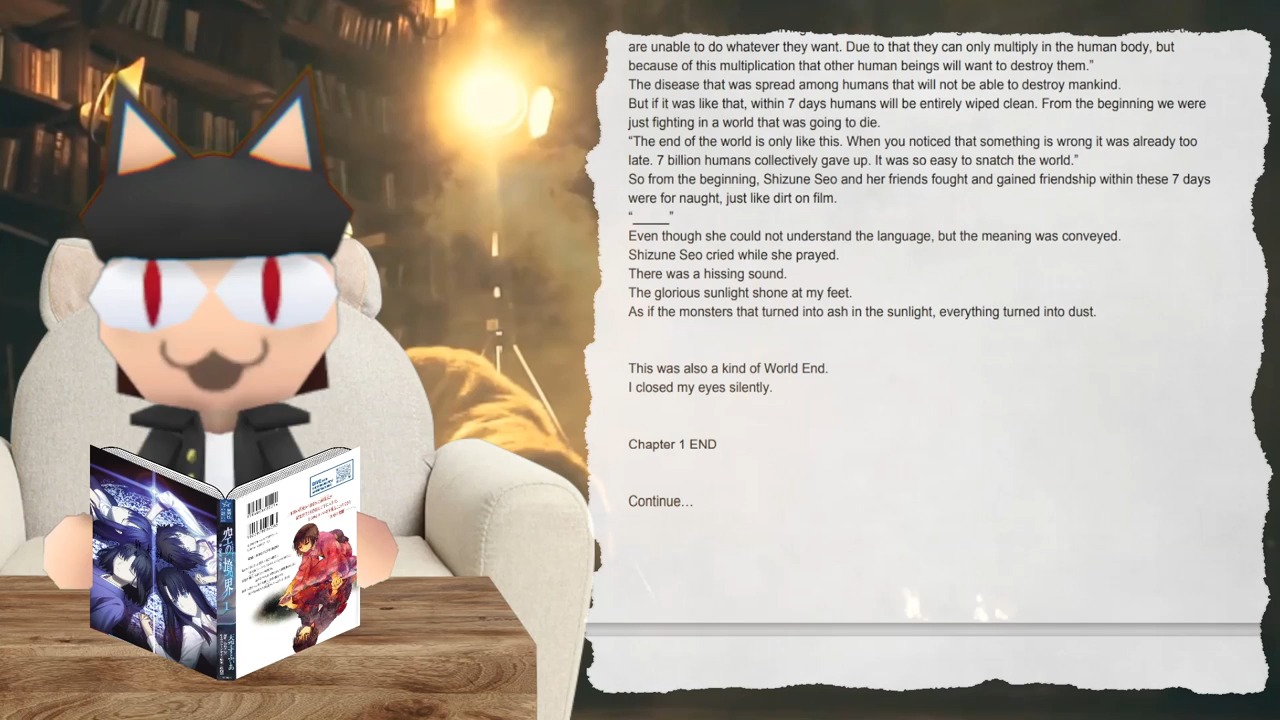 are unable to do whatever they want. Due to that they can only multiply in the human body, but
because of this multiplication that other human beings will want to destroy them.”
The disease that was spread among humans that will not be able to destroy mankind.
But if it was like that, within 7 days humans will be entirely wiped clean. From the beginning we were
just fighting in a world that was going to die.
“The end of the world is only like this. When you noticed that something is wrong it was already too
late. 7 billion humans collectively gave up. It was so easy to snatch the world.”
So from the beginning, Shizune Seo and her friends fought and gained friendship within these 7 days
were for naught, just like dirt on film.
“_____”
Even though she could not understand the language, but the meaning was conveyed.
Shizune Seo cried while she prayed.
There was a hissing sound.
The glorious sunlight shone at my feet.
As if the monsters that turned into ash in the sunlight, everything turned into dust.
This was also a kind of World End.
I closed my eyes silently.
Chapter 1 END
Continue…
空の境界